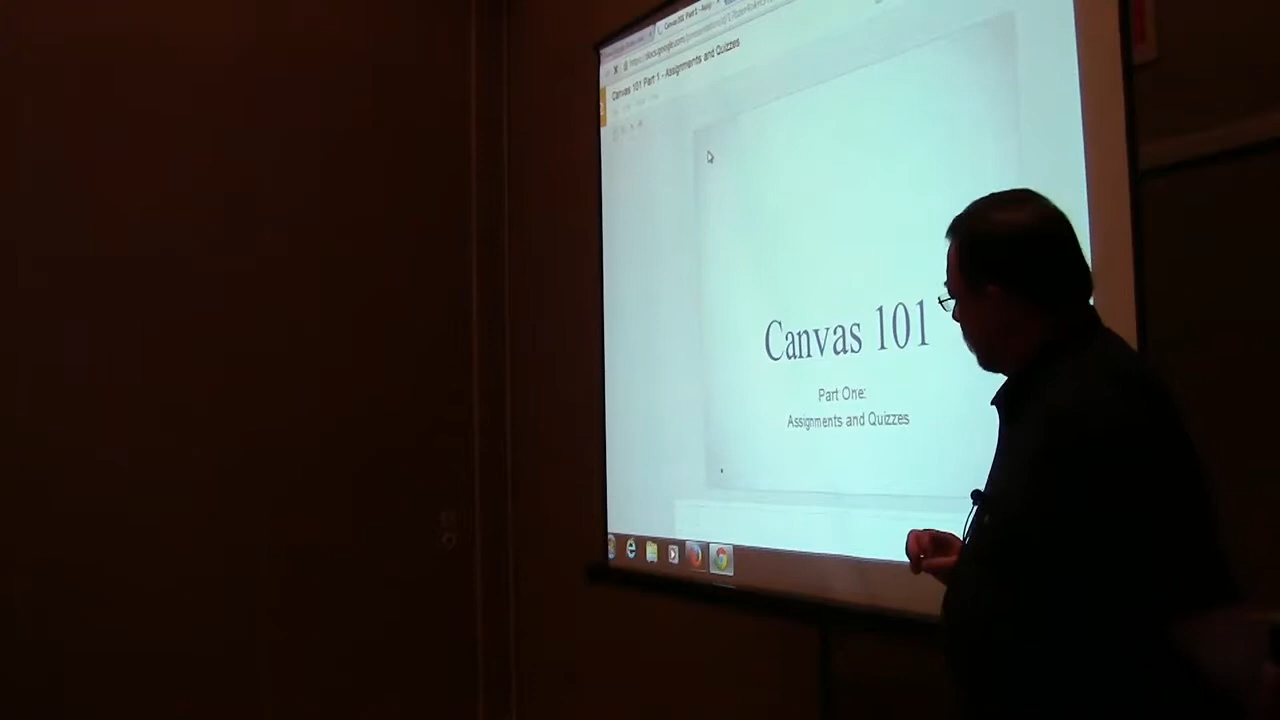 Canvas 101 Part 1 - Assignments and Quizzes
Canvas 101
Part One:
Assignments and Quizzes